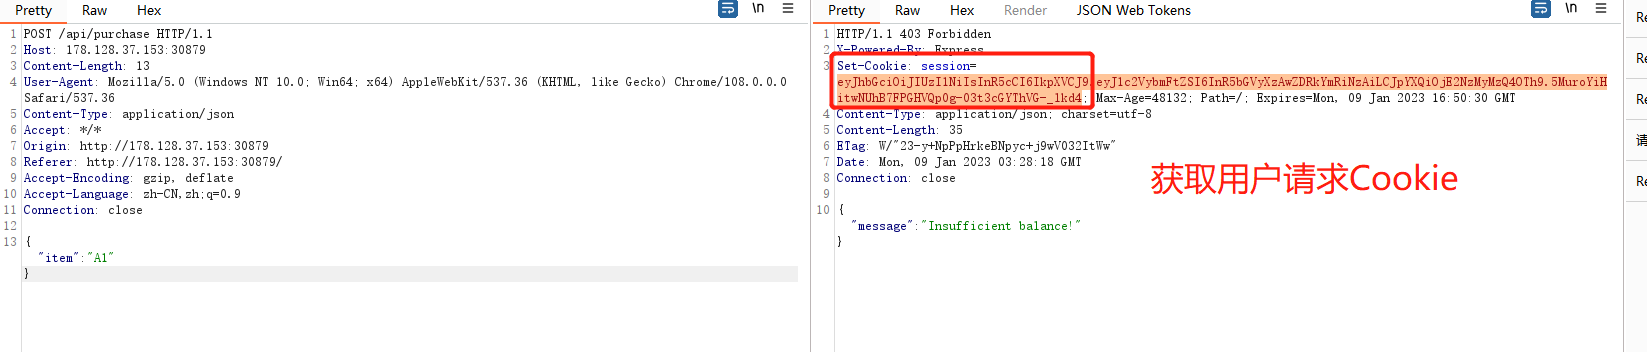 Pretty Raw Hex \n
1 POST /api/purchase HTTP/1.1
2 Host: 178.128.37.153:30879
3 Content-Length: 13
4 User-Agent: Mozilla/5.0 (Windows NT 10.0; Win64; x64) AppleWebKit/537.36 (KHTML, like Gecko) Chrome/108.0.0.0
Safari/537.36
5 Content-Type: application/json
6 Accept: */*
7 Origin: http://178.128.37.153:30879
8 Referer: http://178.128.37.153:30879/
9 Accept-Encoding: gzip, deflate
10 Accept-Language: zh-CN,zh;q=0.9
11 Connection: close
12
13 {
"item":"A1"
}
Pretty Raw Hex Render JSON Web Tokens \n
1 HTTP/1.1 403 Forbidden
2 X-Powered-By: Express
3 Set-Cookie: session=
eyJhbGciOiJIUzI1NiIsInR5cCI6IkpXVCJ9.eyJ1c2VybmFtZSI6InR5bGVyXzAwZDRkYmRiNzAiLCJpYXQiOjE2NzMyMzQ4OTh9.5MuroYiH
itwNUhB7FPGHVQp0g-03t3cGYThVG-_1kd4; Max-Age=48132; Path=/; Expires=Mon, 09 Jan 2023 16:50:30 GMT
4 Content-Type: application/json; charset=utf-8
5 Content-Length: 35
6 ETag: W/"23-y+NpPpHrkeBNpyc+j9wV032ItWw"
7 Date: Mon, 09 Jan 2023 03:28:18 GMT
8 Connection: close
9
10 {
"message":"Insufficient balance!"
}
获取用户请求Cookie
Re
Re
Re
请
Re